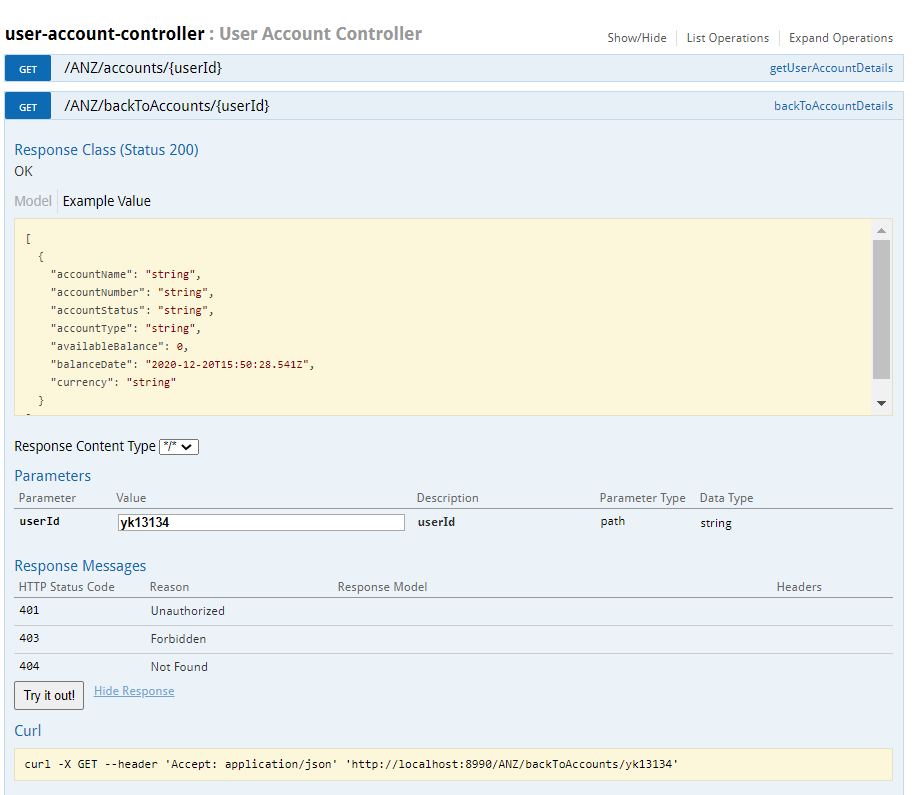 user-account-controller : User Account Controller
Show/Hide List Operations Expand Operations
GET /ANZ/accounts/{userId} getUserAccountDetails
GET /ANZ/backToAccounts/{userId} backToAccountDetails
Response Class (Status 200)
OK
Model Example Value
[
{
"accountName": "string",
"accountNumber": "string",
"accountStatus": "string",
"accountType": "string",
"availableBalance": 0,
"balanceDate": "2020-12-20T15:50:28.541Z",
"currency": "string"
}
Response Content Type */*
Parameters
Parameter Value Description Parameter Type Data Type
userId yk13134 userId path string
Response Messages
HTTP Status Code Reason Response Model Headers
401 Unauthorized
403 Forbidden
404 Not Found
Try it out! Hide Response
Curl
curl -X GET --header 'Accept: application/json' 'http://localhost:8990/ANZ/backToAccounts/yk13134'